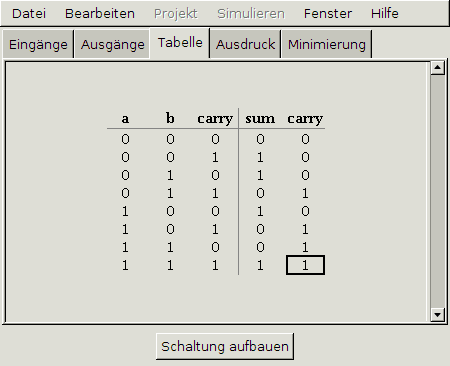 Datei Bearbeiten Projekt Simulieren Fenster Hilfe
Eingänge Ausgänge Tabelle Ausdruck Minimierung
a b carry sum carry
0 0 0 0 0
0 0 1 1 0
0 1 0 1 0
0 1 1 0 1
1 0 0 1 0
1 0 1 0 1
1 1 0 0 1
1 1 1 1 1
Schaltung aufbauen